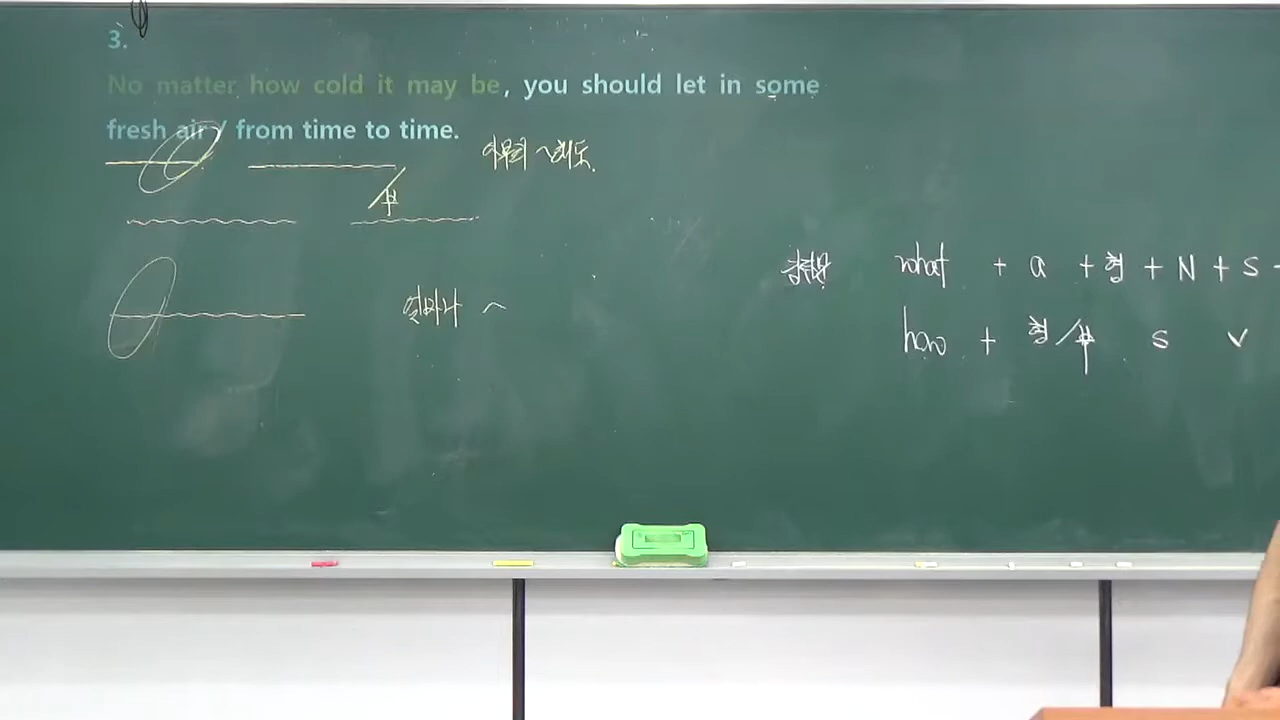 3.
No matter how cold it may be, you should let in some
fresh air / from time to time.
아무리 ~해도.
부
얼마나 ~
감탄문 what + a + 형 + N + S +
how + 형/부 S V